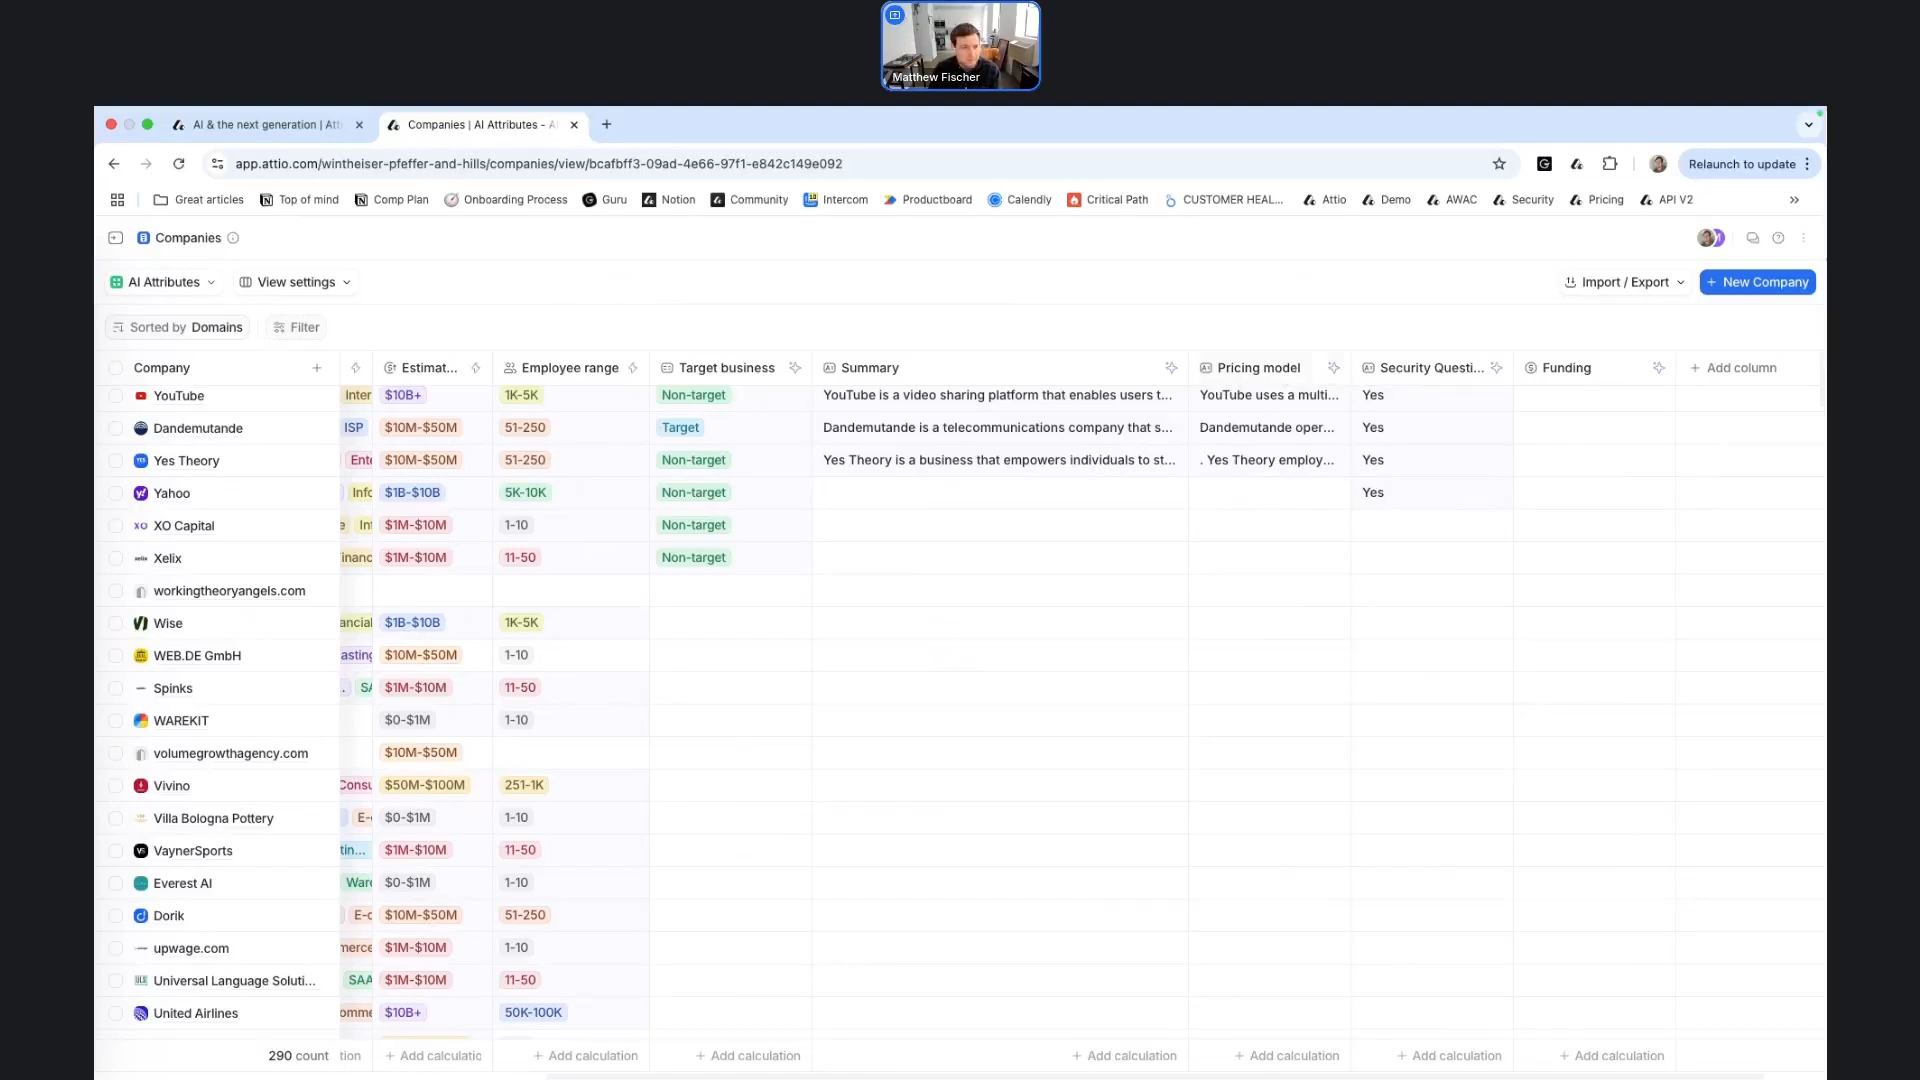 Matthew Fischer
AI & the next generation | Att
Companies | AI Attributes - A
app.attio.com/wintheiser-pfeffer-and-hills/companies/view/bcafbff3-09ad-4e66-97f1-e842c149e092
Relaunch to update
Great articles Top of mind Comp Plan Onboarding Process Guru Notion Community Intercom Productboard Calendly Critical Path CUSTOMER HEAL... Attio Demo AWAC Security Pricing API V2
Companies
AI Attributes View settings Import / Export + New Company
Sorted by Domains Filter
Company Estimat... Employee range Target business Summary Pricing model Security Questi... Funding + Add column
YouTube Inter $10B+ 1K-5K Non-target YouTube is a video sharing platform that enables users t... YouTube uses a multi... Yes
Dandemutande ISP $10M-$50M 51-250 Target Dandemutande is a telecommunications company that s... Dandemutande oper... Yes
Yes Theory Ente $10M-$50M 51-250 Non-target Yes Theory is a business that empowers individuals to st... . Yes Theory employ... Yes
Yahoo Info $1B-$10B 5K-10K Non-target Yes
XO XO Capital e Int $1M-$10M 1-10 Non-target
Xelix inanc $1M-$10M 11-50 Non-target
workingtheoryangels.com
Wise ancial $1B-$10B 1K-5K
WEB.DE GmbH asting $10M-$50M 1-10
Spinks . SA $1M-$10M 11-50
WAREKIT $0-$1M 1-10
volumegrowthagency.com $10M-$50M
Vivino Consu $50M-$100M 251-1K
Villa Bologna Pottery E-c $0-$1M 1-10
VaynerSports tin... $1M-$10M 11-50
Everest AI Ware $0-$1M 1-10
Dorik E-c $10M-$50M 51-250
upwage.com merce $1M-$10M 1-10
ULS Universal Language Soluti... SAA $1M-$10M 11-50
United Airlines omme $10B+ 50K-100K
290 count tion + Add calculatio + Add calculation + Add calculation + Add calculation + Add calculation + Add calculation + Add calculation